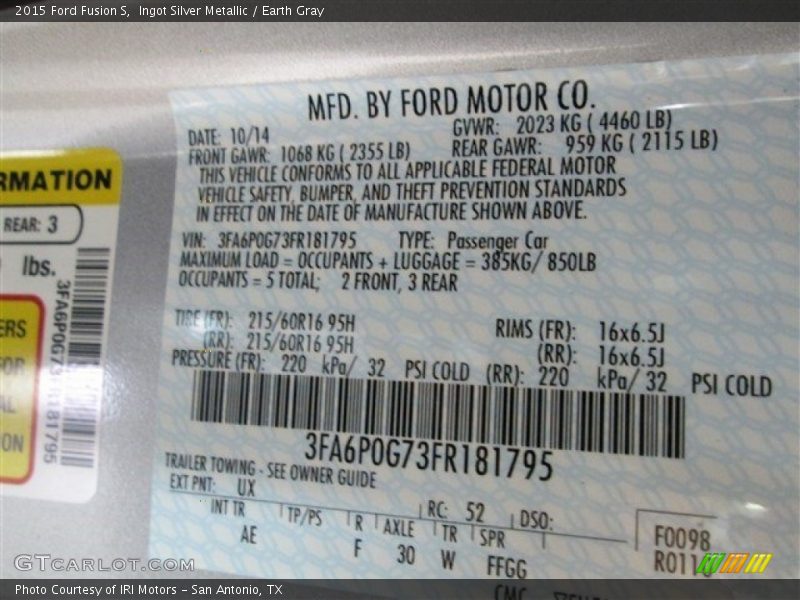 2015 Ford Fusion S, Ingot Silver Metallic / Earth Gray
MFD. BY FORD MOTOR CO.
DATE: 10/14 GVWR: 2023 KG ( 4460 LB)
FRONT GAWR: 1068 KG ( 2355 LB) REAR GAWR: 959 KG ( 2115 LB)
THIS VEHICLE CONFORMS TO ALL APPLICABLE FEDERAL MOTOR
VEHICLE SAFETY, BUMPER, AND THEFT PREVENTION STANDARDS
IN EFFECT ON THE DATE OF MANUFACTURE SHOWN ABOVE.
VIN: 3FA6P0G73FR181795 TYPE: Passenger Car
MAXIMUM LOAD = OCCUPANTS + LUGGAGE = 385KG/ 850LB
OCCUPANTS = 5 TOTAL; 2 FRONT, 3 REAR
TIRE (FR): 215/60R16 95H RIMS (FR): 16x6.5J
(RR): 215/60R16 95H (RR): 16x6.5J
PRESSURE (FR): 220 kPa/ 32 PSI COLD (RR): 220 kPa/ 32 PSI COLD
3FA6P0G73FR181795
TRAILER TOWING - SEE OWNER GUIDE
EXT PNT: UX RC: 52 DSO:
INT TR TP/PS R AXLE TR SPR
AE F 30 W FFGG
F0098
RMATION
REAR: 3
lbs.
3FA6P0G73FR181795
ERS
OR
AL
ON
GTCarLot.com
Photo Courtesy of IRI Motors - San Antonio, TX